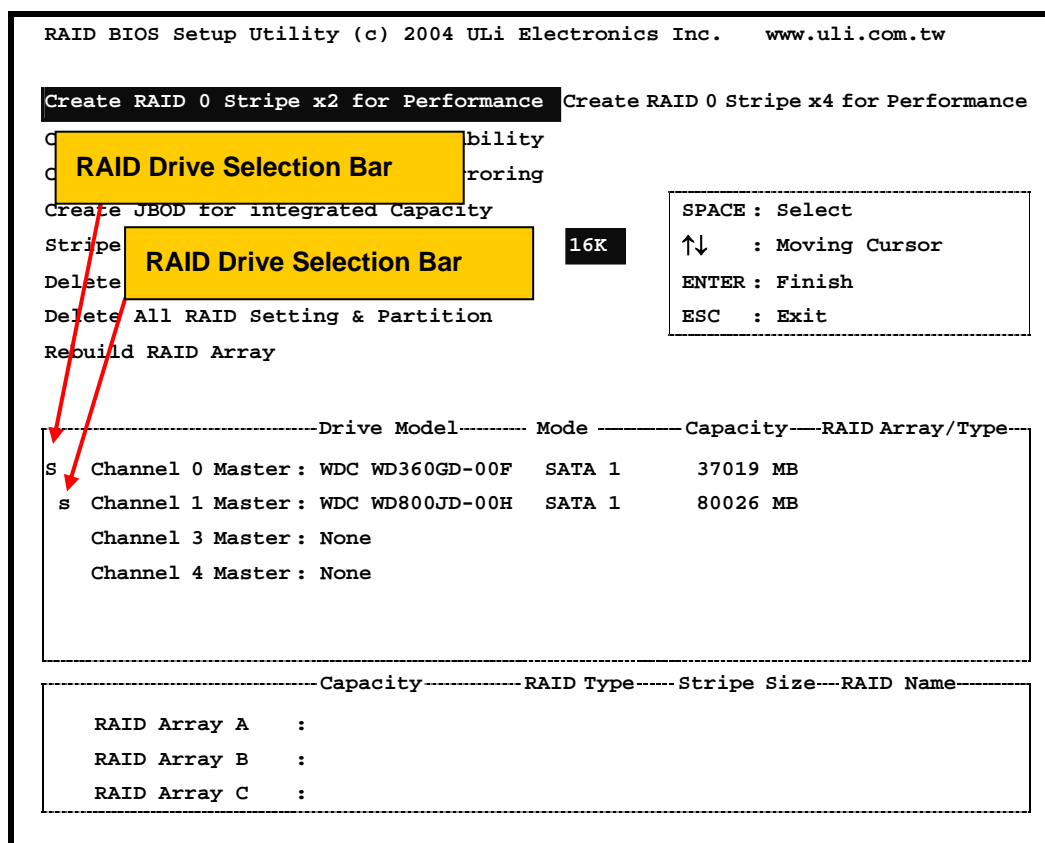 RAID BIOS Setup Utility (c) 2004 ULi Electronics Inc. www.uli.com.tw
Create RAID 0 Stripe x2 for Performance Create RAID 0 Stripe x4 for Performance
RAID Drive Selection Bar
Create JBOD for integrated Capacity
Stripe 16K
RAID Drive Selection Bar
Delete
Delete All RAID Setting & Partition
Rebuild RAID Array
SPACE : Select
↑↓ : Moving Cursor
ENTER : Finish
ESC : Exit
Drive Model Mode Capacity RAID Array/Type
S Channel 0 Master : WDC WD360GD-00F SATA 1 37019 MB
s Channel 1 Master : WDC WD800JD-00H SATA 1 80026 MB
Channel 3 Master : None
Channel 4 Master : None
Capacity RAID Type Stripe Size RAID Name
RAID Array A :
RAID Array B :
RAID Array C :